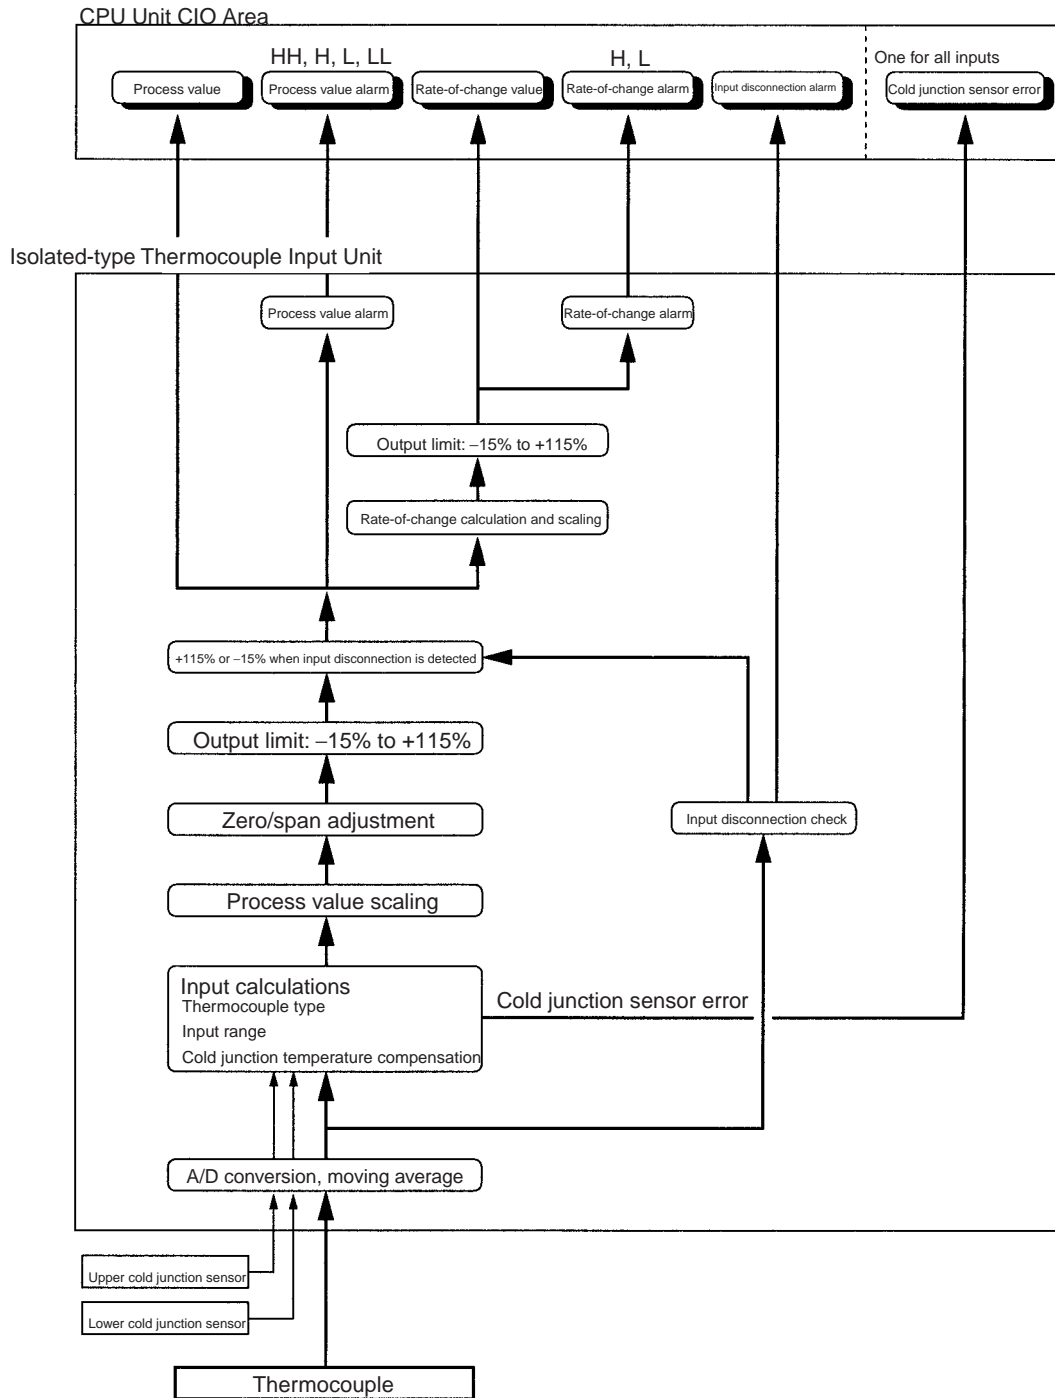 CPU Unit CIO Area
HH, H, L, LL
H, L
One for all inputs
Process value
Process value alarm
Rate-of-change value
Rate-of-change alarm
Input disconnection alarm
Cold junction sensor error
Isolated-type Thermocouple Input Unit
Process value alarm
Rate-of-change alarm
Output limit: −15% to +115%
Rate-of-change calculation and scaling
+115% or −15% when input disconnection is detected
Output limit: −15% to +115%
Zero/span adjustment
Input disconnection check
Process value scaling
Input calculations
Thermocouple type
Input range
Cold junction temperature compensation
Cold junction sensor error
A/D conversion, moving average
Upper cold junction sensor
Lower cold junction sensor
Thermocouple